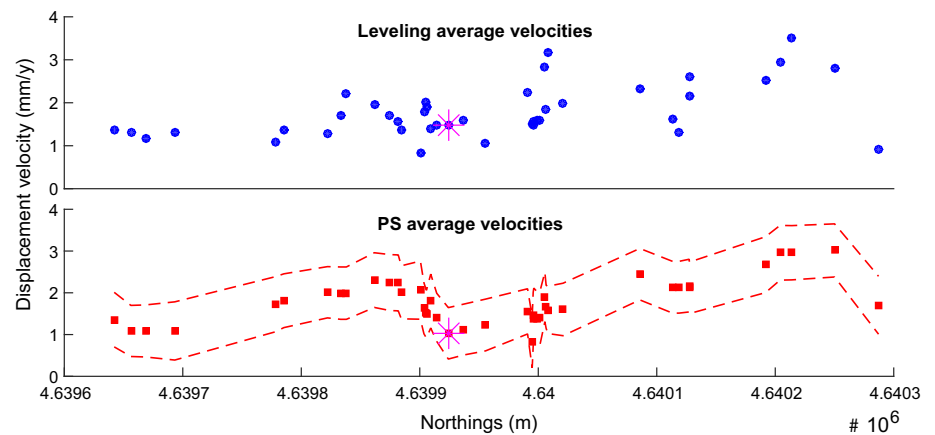 Leveling average velocities
4
3
2
1
0
Displacement velocity (mm/y)
PS average velocities
4
3
2
1
0
4.6396 4.6397 4.6398 4.6399 4.64 4.6401 4.6402 4.6403
Northings (m)
# 10^6